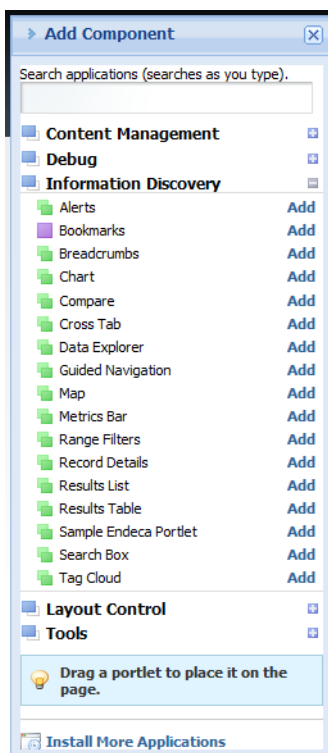 Add Component
Search applications (searches as you type).
Content Management
Debug
Information Discovery
Alerts Add
Bookmarks Add
Breadcrumbs Add
Chart Add
Compare Add
Cross Tab Add
Data Explorer Add
Guided Navigation Add
Map Add
Metrics Bar Add
Range Filters Add
Record Details Add
Results List Add
Results Table Add
Sample Endeca Portlet Add
Search Box Add
Tag Cloud Add
Layout Control
Tools
Drag a portlet to place it on the
page.
Install More Applications